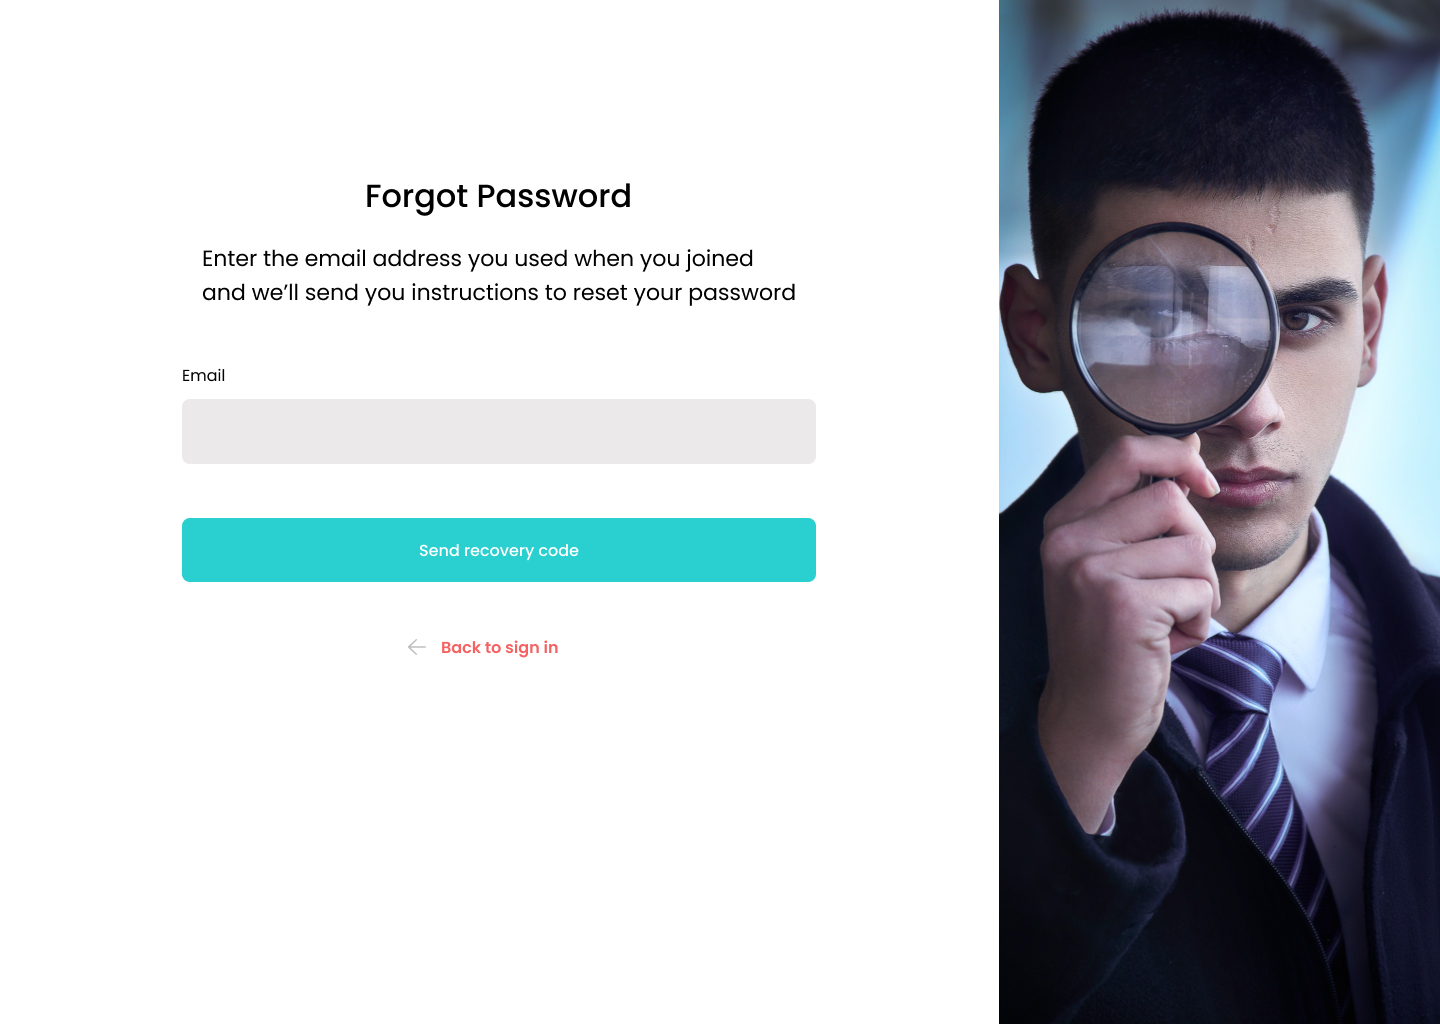 Forgot Password
Enter the email address you used when you joined
and we’ll send you instructions to reset your password
Email
Send recovery code
Back to sign in